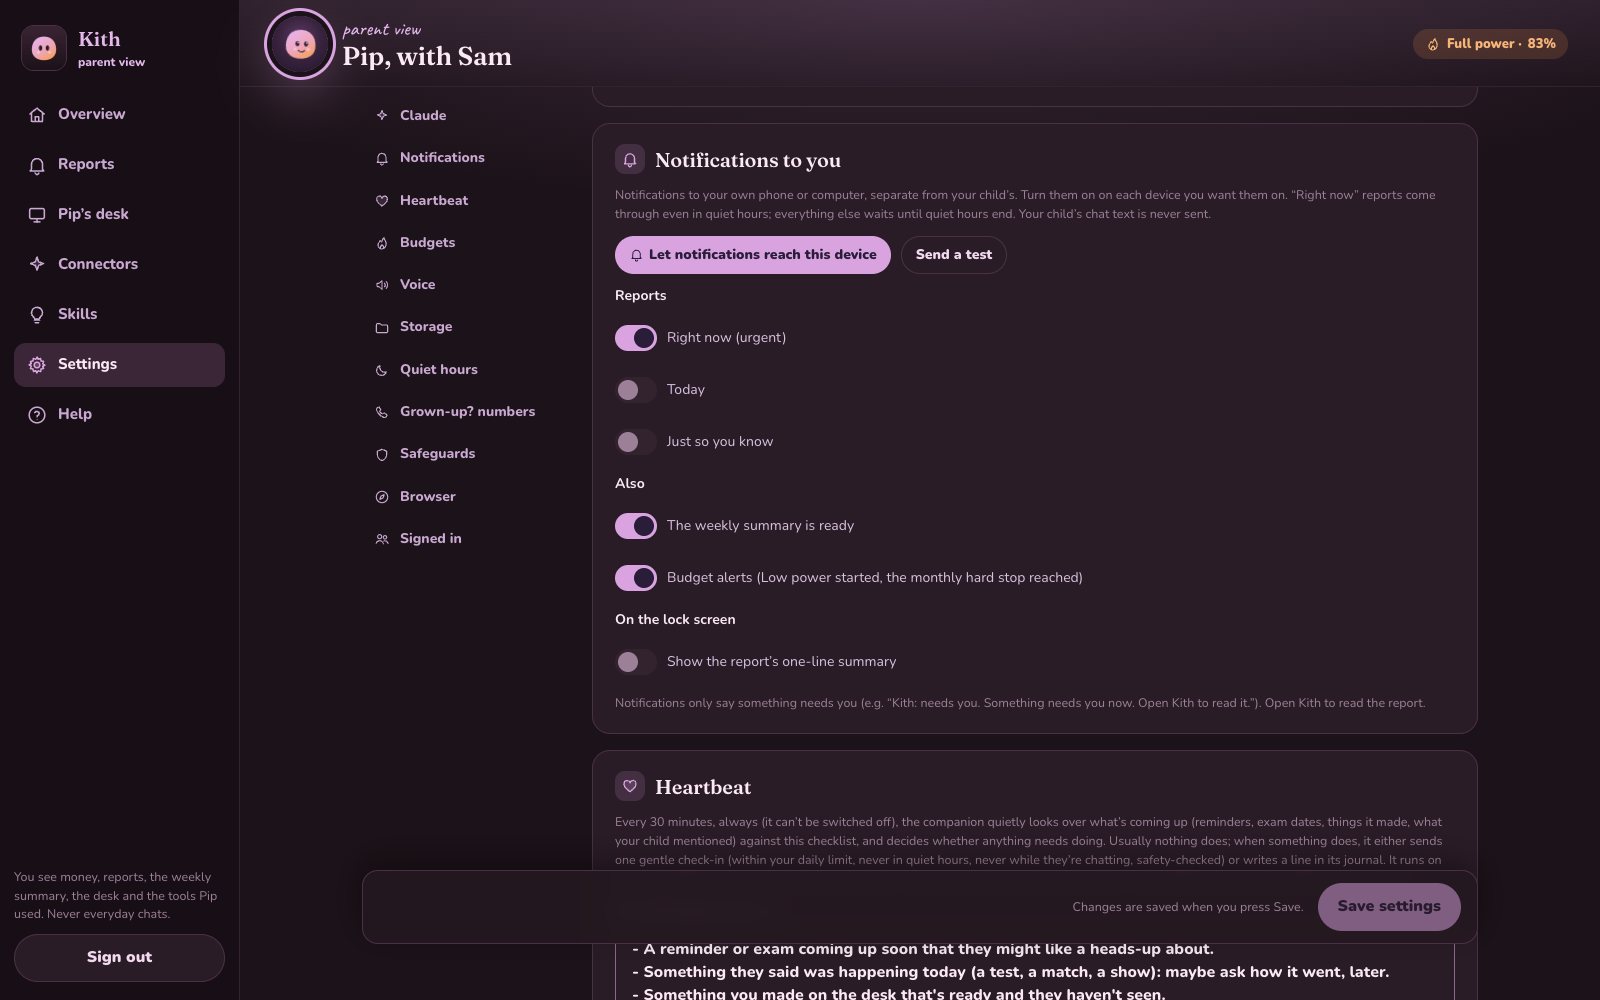 Kith
parent view
Overview
Reports
Pip's desk
Connectors
Skills
Settings
Help
You see money, reports, the weekly
summary, the desk and the tools Pip
used. Never everyday chats.
Sign out
parent view
Pip, with Sam
Full power · 83%
Claude
Notifications
Heartbeat
Budgets
Voice
Storage
Quiet hours
Grown-up? numbers
Safeguards
Browser
Signed in
Notifications to you
Notifications to your own phone or computer, separate from your child's. Turn them on on each device you want them on. “Right now” reports come
through even in quiet hours; everything else waits until quiet hours end. Your child's chat text is never sent.
Let notifications reach this device
Send a test
Reports
Right now (urgent)
Today
Just so you know
Also
The weekly summary is ready
Budget alerts (Low power started, the monthly hard stop reached)
On the lock screen
Show the report's one-line summary
Notifications only say something needs you (e.g. “Kith: needs you. Something needs you now. Open Kith to read it.”). Open Kith to read the report.
Heartbeat
Every 30 minutes, always (it can't be switched off), the companion quietly looks over what's coming up (reminders, exam dates, things it made, what
your child mentioned) against this checklist, and decides whether anything needs doing. Usually nothing does; when something does, it either sends
one gentle check-in (within your daily limit, never in quiet hours, never while they're chatting, safety-checked) or writes a line in its journal. It runs on
Changes are saved when you press Save.
Save settings
- A reminder or exam coming up soon that they might like a heads-up about.
- Something they said was happening today (a test, a match, a show): maybe ask how it went, later.
- Something you made on the desk that's ready and they haven't seen.